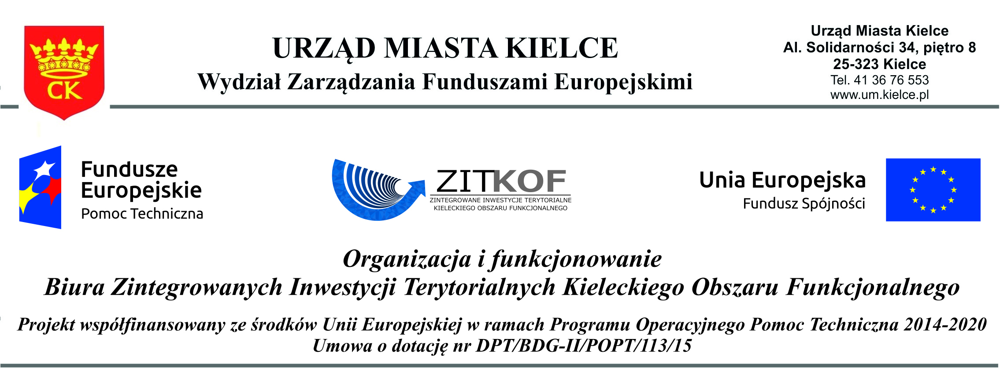 CK
URZĄD MIASTA KIELCE
Wydział Zarządzania Funduszami Europejskimi
Urząd Miasta Kielce
Al. Solidarności 34, piętro 8
25-323 Kielce
Tel. 41 36 76 553
www.um.kielce.pl
Fundusze
Europejskie
Pomoc Techniczna
ZITKOF
ZINTEGROWANE INWESTYCJE TERYTORIALNE
KIELECKIEGO OBSZARU FUNKCJONALNEGO
Unia Europejska
Fundusz Spójności
Organizacja i funkcjonowanie
Biura Zintegrowanych Inwestycji Terytorialnych Kieleckiego Obszaru Funkcjonalnego
Projekt współfinansowany ze środków Unii Europejskiej w ramach Programu Operacyjnego Pomoc Techniczna 2014-2020
Umowa o dotację nr DPT/BDG-II/POPT/113/15